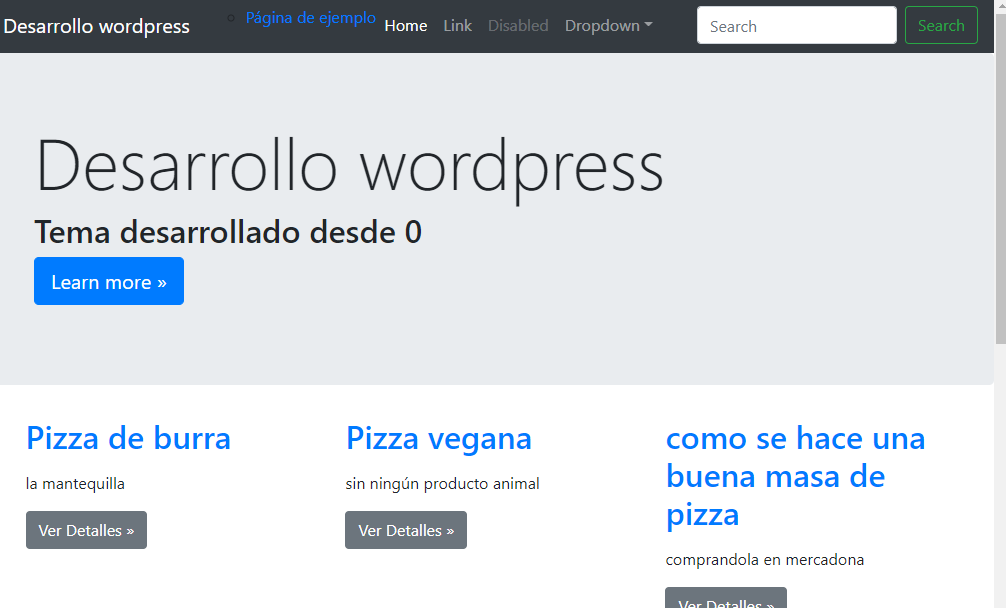 Desarrollo wordpress
Página de ejemplo
Home
Link
Disabled
Dropdown
Search
Search
Desarrollo wordpress
Tema desarrollado desde 0
Learn more »
Pizza de burra
la mantequilla
Ver Detalles »
Pizza vegana
sin ningún producto animal
Ver Detalles »
como se hace una
buena masa de
pizza
comprandola en mercadona
Ver Detalles »